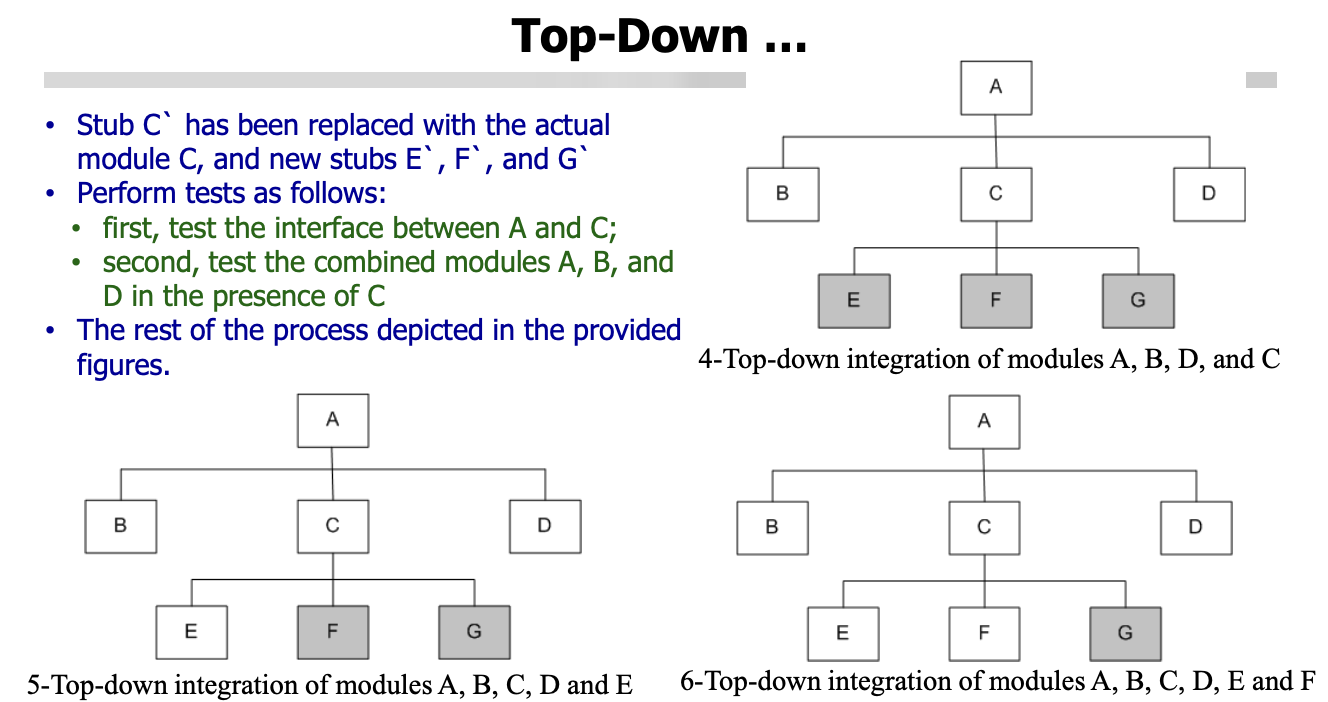 Top-Down ...
• Stub C` has been replaced with the actual
module C, and new stubs E`, F`, and G`
• Perform tests as follows:
• first, test the interface between A and C;
• second, test the combined modules A, B, and
D in the presence of C
• The rest of the process depicted in the provided
figures.
A
B C D
E F G
4-Top-down integration of modules A, B, D, and C
A
B C D
E F G
5-Top-down integration of modules A, B, C, D and E
A
B C D
E F G
6-Top-down integration of modules A, B, C, D, E and F